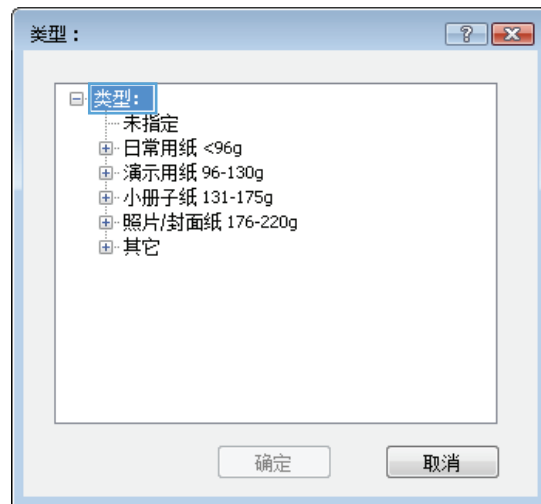 类型：
类型：
未指定
日常用纸 <96g
演示用纸 96-130g
小册子纸 131-175g
照片/封面纸 176-220g
其它
确定 取消